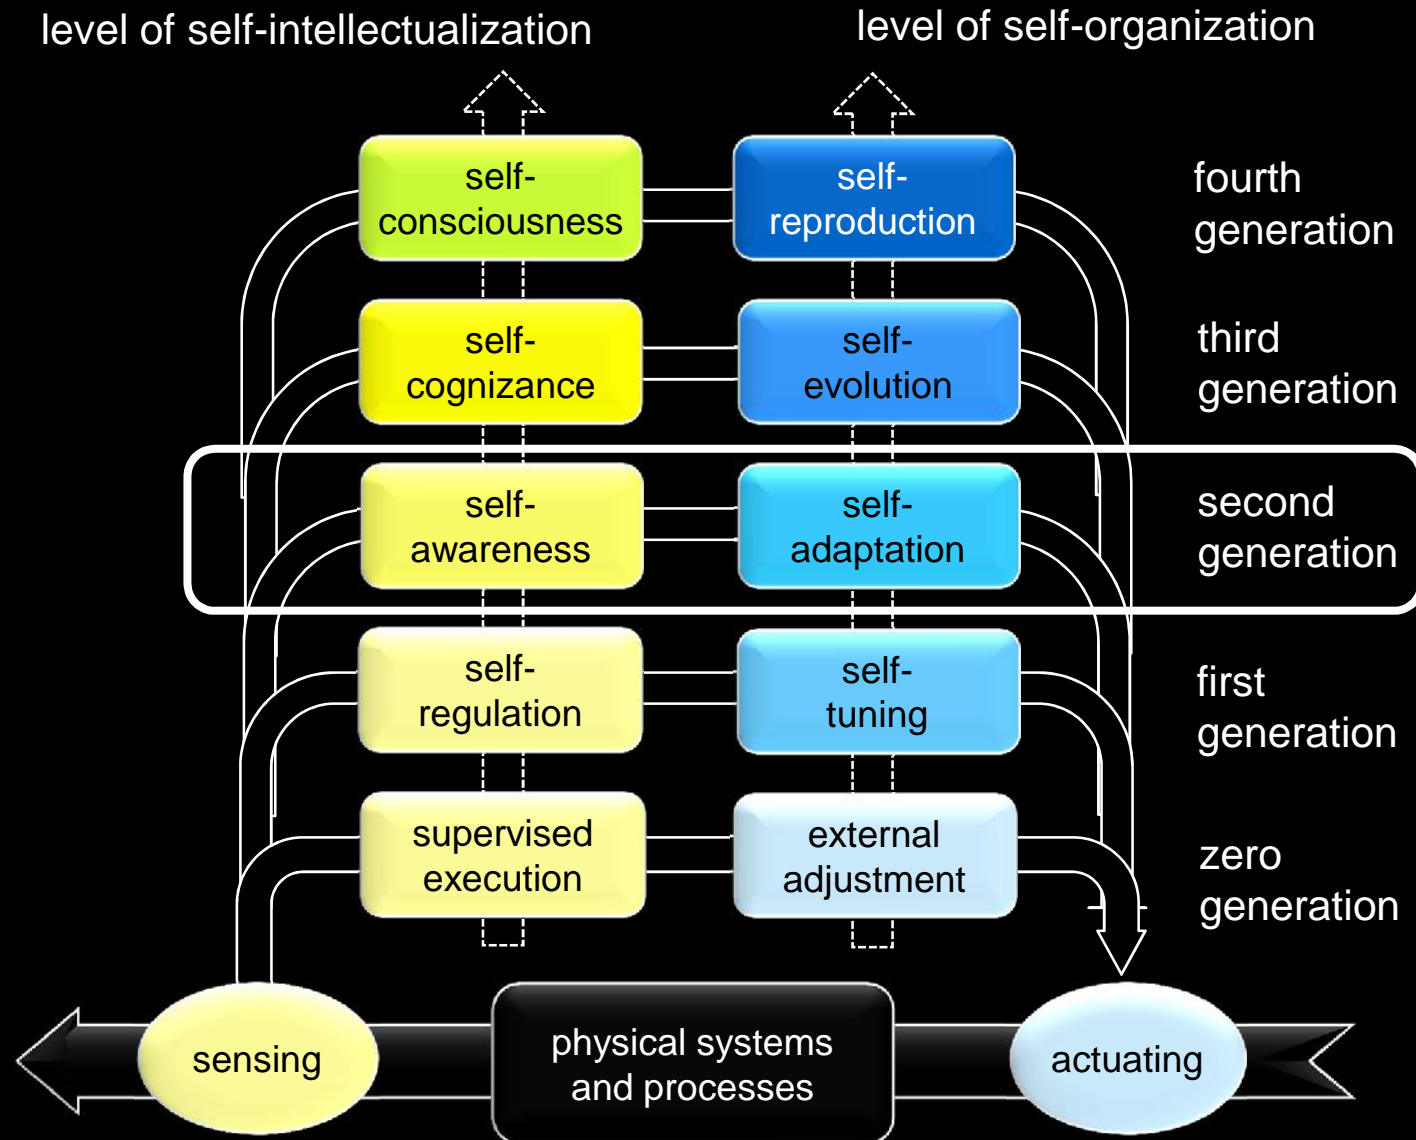 level of self-intellectualization
level of self-organization
self-
consciousness
self-
reproduction
fourth
generation
self-
cognizance
self-
evolution
third
generation
self-
awareness
self-
adaptation
second
generation
self-
regulation
self-
tuning
first
generation
supervised
execution
external
adjustment
zero
generation
sensing
physical systems
and processes
actuating